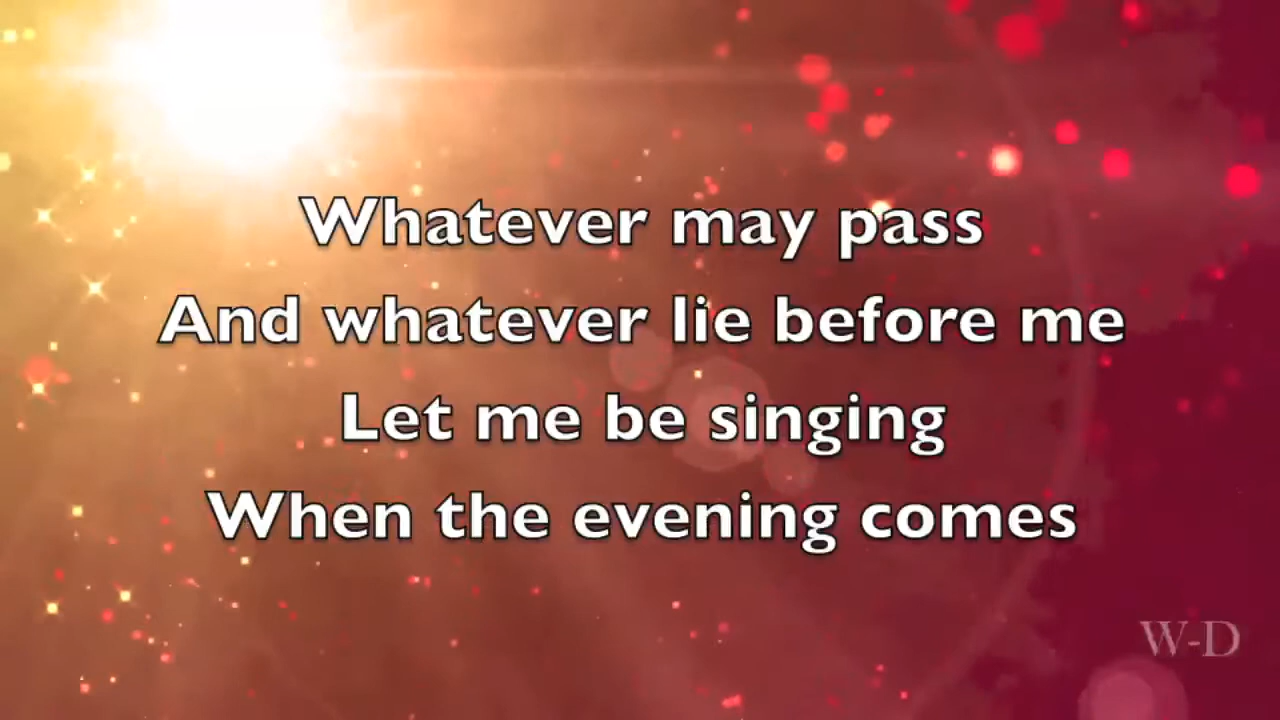 Whatever may pass
And whatever lie before me
Let me be singing
When the evening comes
W-D